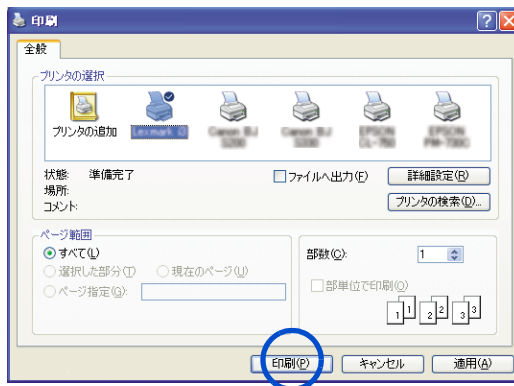 印刷
全般
プリンタの選択
プリンタの追加
状態: 準備完了
場所:
コメント:
ファイルへ出力(F)
詳細設定(R)
プリンタの検索(D)...
ページ範囲
すべて(L)
選択した部分(T) 現在のページ(U)
ページ指定(G):
部数(C): 1
部単位で印刷(O)
1 1 2 2 3 3
印刷(P) キャンセル 適用(A)